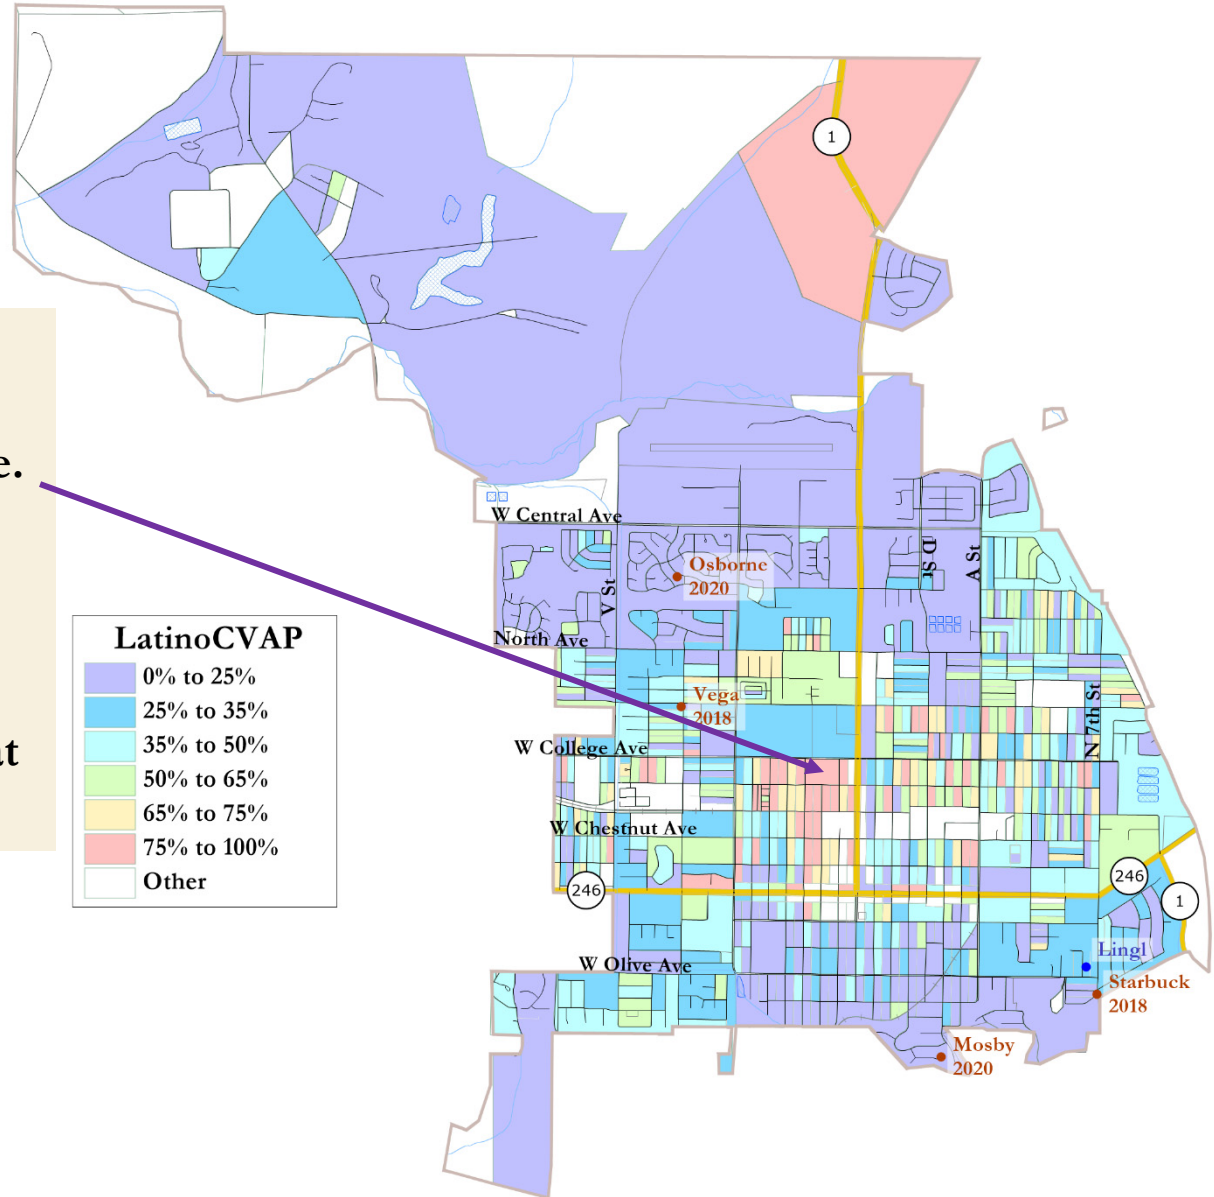 1
e.
at
W Central Ave
D St
A St
V St
Osborne
2020
North Ave
Vega
2018
N 7th St
W College Ave
W Chestnut Ave
246
246
1
W Olive Ave
Lingl
Starbuck
2018
Mosby
2020
LatinoCVAP
0% to 25%
25% to 35%
35% to 50%
50% to 65%
65% to 75%
75% to 100%
Other